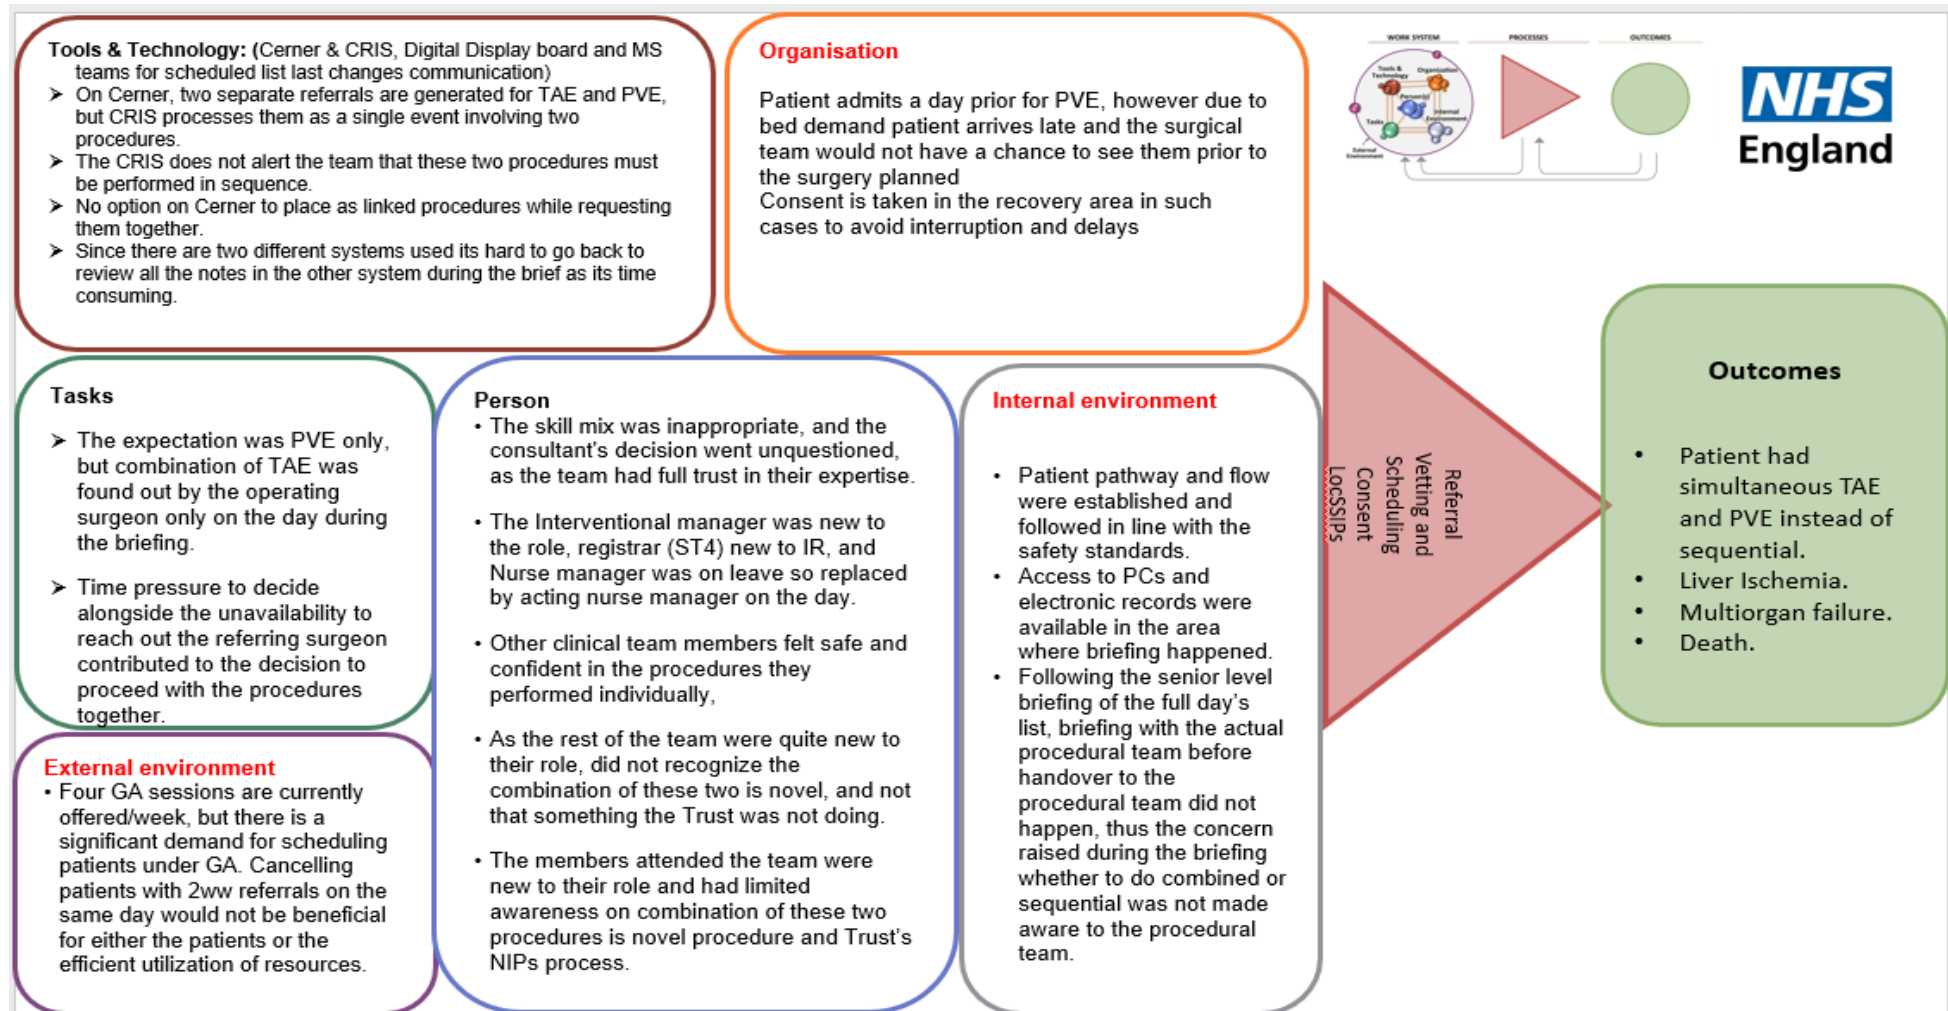 Tools & Technology: (Cerner & CRIS, Digital Display board and MS
teams for scheduled list last changes communication)
➤ On Cerner, two separate referrals are generated for TAE and PVE,
but CRIS processes them as a single event involving two
procedures.
➤ The CRIS does not alert the team that these two procedures must
be performed in sequence.
➤ No option on Cerner to place as linked procedures while requesting
them together.
➤ Since there are two different systems used its hard to go back to
review all the notes in the other system during the brief as its time
consuming.
Organisation
Patient admits a day prior for PVE, however due to
bed demand patient arrives late and the surgical
team would not have a chance to see them prior to
the surgery planned
Consent is taken in the recovery area in such
cases to avoid interruption and delays
WORK SYSTEM
PROCESSES
OUTCOMES
Tools &
Technology
Organization
Person(s)
Tasks
Internal
Environment
External
Environment
NHS
England
Tasks
➤ The expectation was PVE only,
but combination of TAE was
found out by the operating
surgeon only on the day during
the briefing.
➤ Time pressure to decide
alongside the unavailability to
reach out the referring surgeon
contributed to the decision to
proceed with the procedures
together.
External environment
• Four GA sessions are currently
offered/week, but there is a
significant demand for scheduling
patients under GA. Cancelling
patients with 2ww referrals on the
same day would not be beneficial
for either the patients or the
efficient utilization of resources.
Person
• The skill mix was inappropriate, and the
consultant's decision went unquestioned,
as the team had full trust in their expertise.
• The Interventional manager was new to
the role, registrar (ST4) new to IR, and
Nurse manager was on leave so replaced
by acting nurse manager on the day.
• Other clinical team members felt safe and
confident in the procedures they
performed individually,
• As the rest of the team were quite new to
their role, did not recognize the
combination of these two is novel, and not
that something the Trust was not doing.
• The members attended the team were
new to their role and had limited
awareness on combination of these two
procedures is novel procedure and Trust's
NIPs process.
Internal environment
• Patient pathway and flow
were established and
followed in line with the
safety standards.
• Access to PCs and
electronic records were
available in the area
where briefing happened.
• Following the senior level
briefing of the full day's
list, briefing with the actual
procedural team before
handover to the
procedural team did not
happen, thus the concern
raised during the briefing
whether to do combined or
sequential was not made
aware to the procedural
team.
Referral
Vetting and
Scheduling
Consent
LocSSIPs
Outcomes
• Patient had
simultaneous TAE
and PVE instead of
sequential.
• Liver Ischemia.
• Multiorgan failure.
• Death.